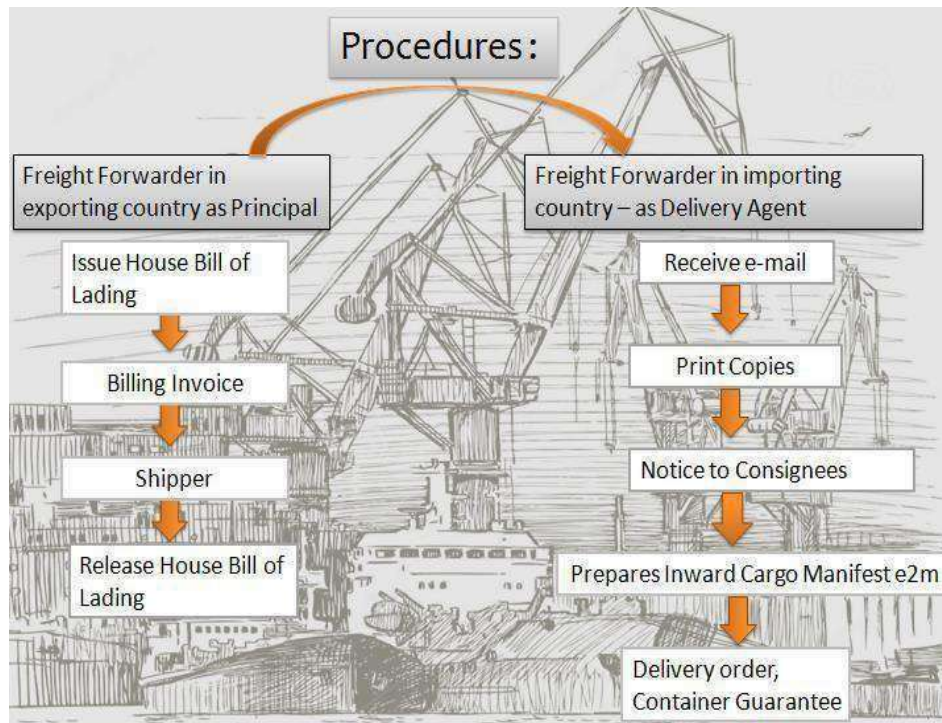 Procedures:
Freight Forwarder in
exporting country as Principal
Issue House Bill of
Lading
Billing Invoice
Shipper
Release House Bill of
Lading
Freight Forwarder in importing
country – as Delivery Agent
Receive e-mail
Print Copies
Notice to Consignees
Prepares Inward Cargo Manifest e2m
Delivery order,
Container Guarantee